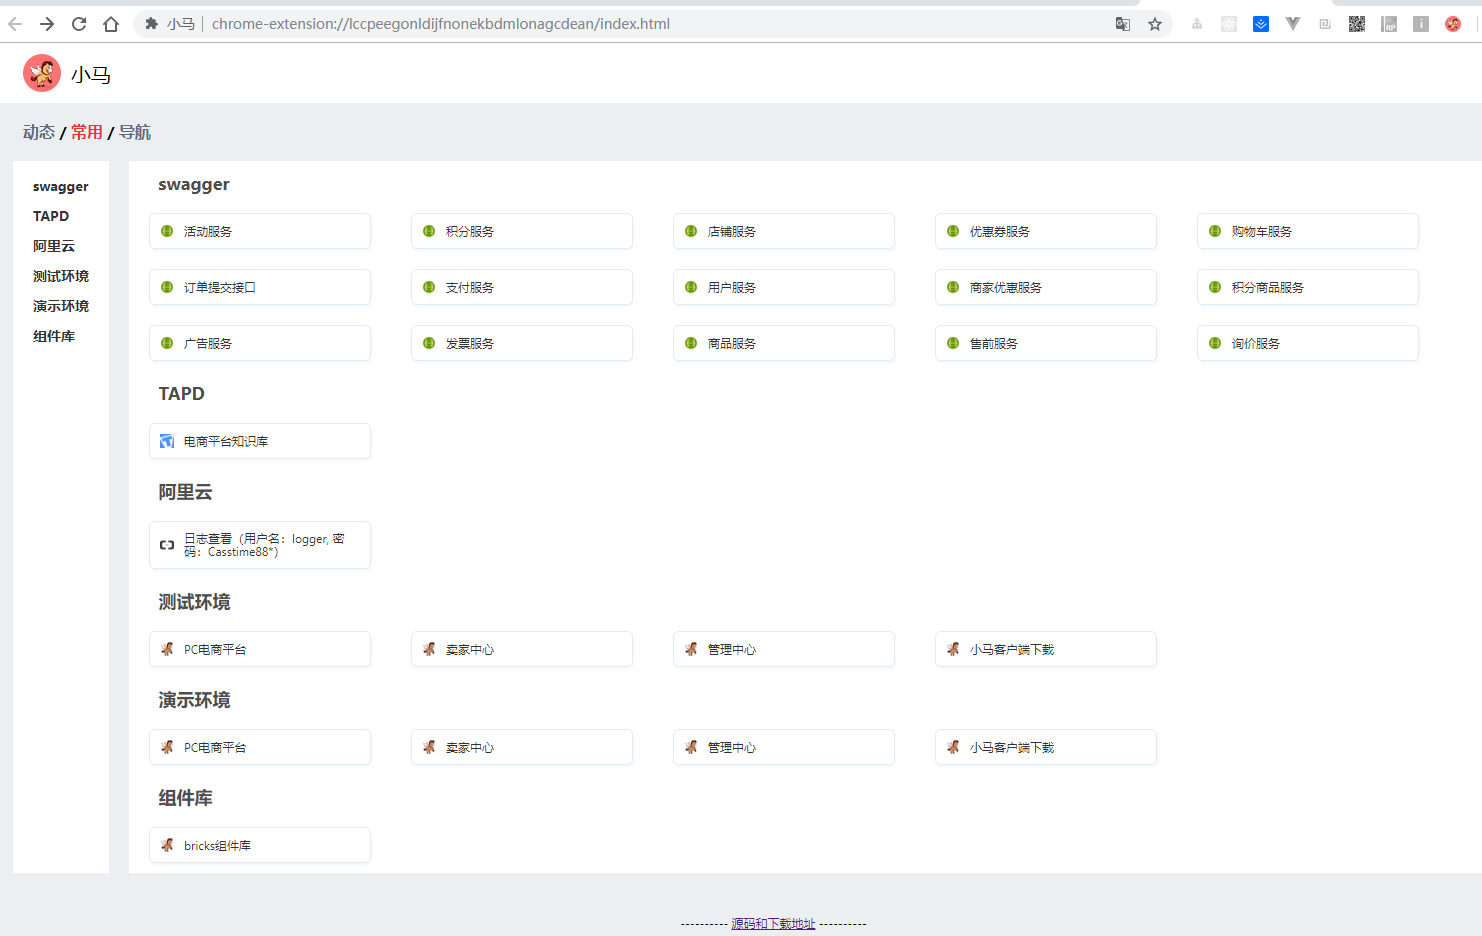 小马 | chrome-extension://lccpeegonldijfnonekbdmlonagcdean/index.html
小马
动态 / 常用 / 导航
swagger
TAPD
阿里云
测试环境
演示环境
组件库
swagger
活动服务 积分服务 店铺服务 优惠券服务 购物车服务
订单提交接口 支付服务 用户服务 商家优惠服务 积分商品服务
广告服务 发票服务 商品服务 售前服务 询价服务
TAPD
电商平台知识库
阿里云
日志查看（用户名：logger, 密
码：Casstime88*）
测试环境
PC电商平台 卖家中心 管理中心 小马客户端下载
演示环境
PC电商平台 卖家中心 管理中心 小马客户端下载
组件库
bricks组件库
---------- 源码和下载地址 ----------